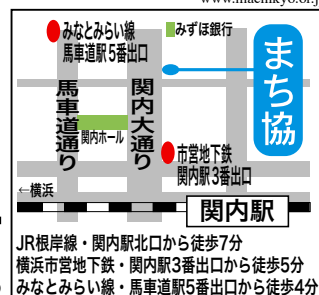 www.machikyo.or.j
みなとみらい線
馬車道駅5番出口
みずほ銀行
まち協
馬車道通り
関内ホール
関内大通り
市営地下鉄
関内駅3番出口
←横浜
関内駅
JR根岸線・関内駅北口から徒歩7分
横浜市営地下鉄・関内駅3番出口から徒歩5分
みなとみらい線・馬車道駅5番出口から徒歩4分